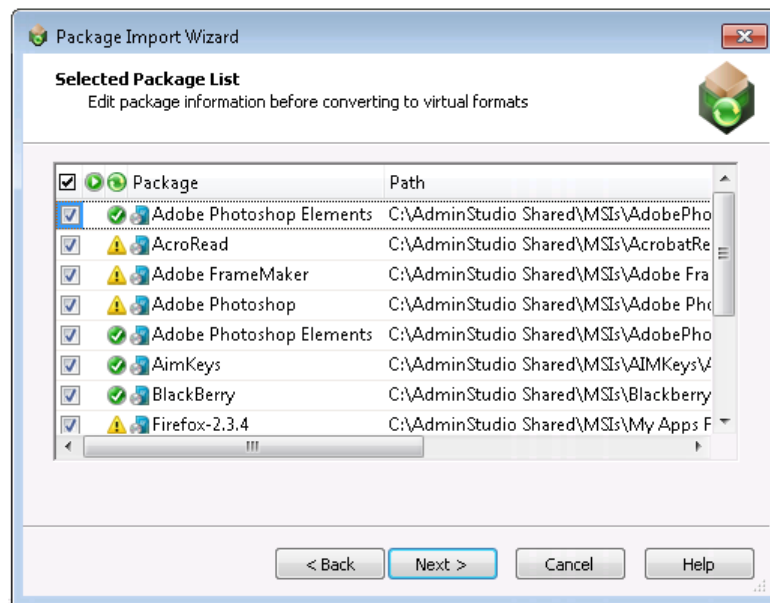 Package Import Wizard
Selected Package List
Edit package information before converting to virtual formats
Package Path
Adobe Photoshop Elements C:\AdminStudio Shared\MSIs\AdobePho
AcroRead C:\AdminStudio Shared\MSIs\AcrobatRe
Adobe FrameMaker C:\AdminStudio Shared\MSIs\Adobe Fra
Adobe Photoshop C:\AdminStudio Shared\MSIs\Adobe Pho
Adobe Photoshop Elements C:\AdminStudio Shared\MSIs\AdobePho
AimKeys C:\AdminStudio Shared\MSIs\AIMKeys\A
BlackBerry C:\AdminStudio Shared\MSIs\Blackberry
Firefox-2.3.4 C:\AdminStudio Shared\MSIs\My Apps F
< Back Next > Cancel Help